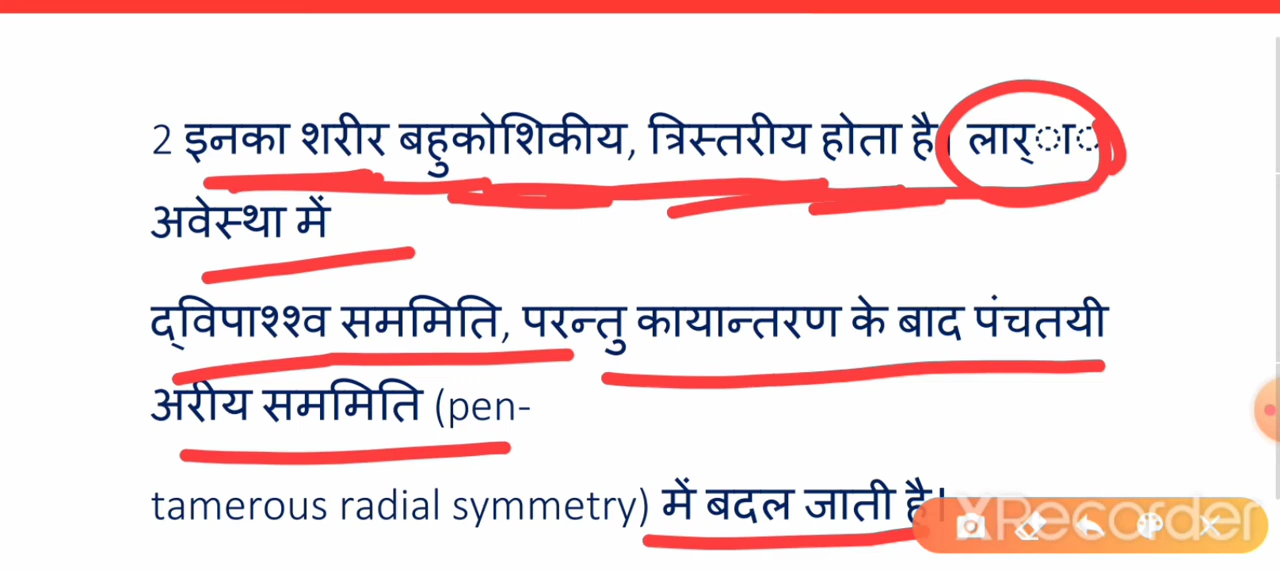 2 इनका शरीर बहुकोशिकीय, त्रिस्तरीय होता है। लार्ाा
अवेस्था में
द्विपाश्श्व सममिति, परन्तु कायान्तरण के बाद पंचतयी
अरीय सममिति (pen-
tamerous radial symmetry) में बदल जाती है।
XRecorder